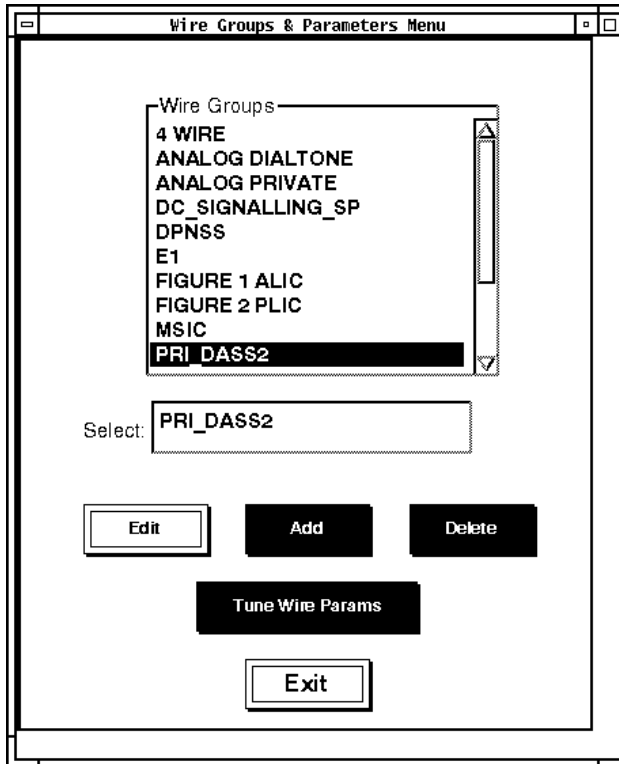 Wire Groups & Parameters Menu
Wire Groups
4 WIRE
ANALOG DIALTONE
ANALOG PRIVATE
DC_SIGNALLING_SP
DPNSS
E1
FIGURE 1 ALIC
FIGURE 2 PLIC
MSIC
PRI_DASS2
Select: PRI_DASS2
Edit Add Delete
Tune Wire Params
Exit